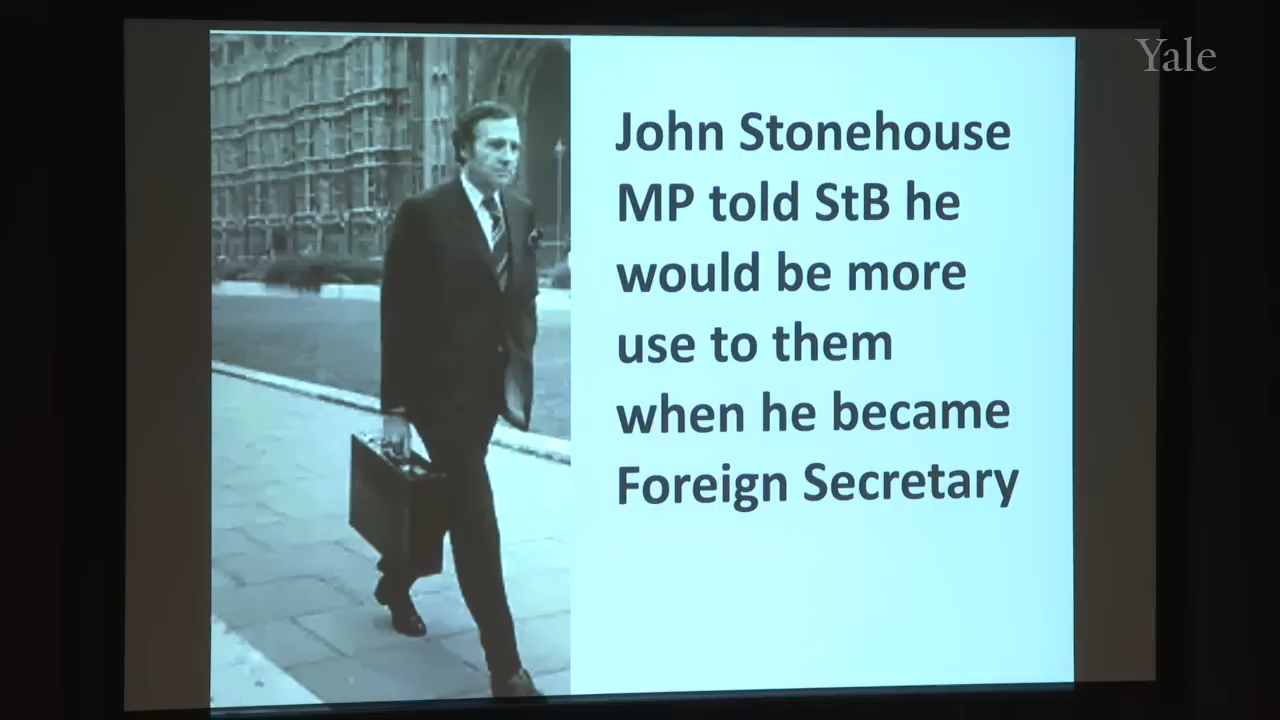 Yale
John Stonehouse
MP told StB he
would be more
use to them
when he became
Foreign Secretary